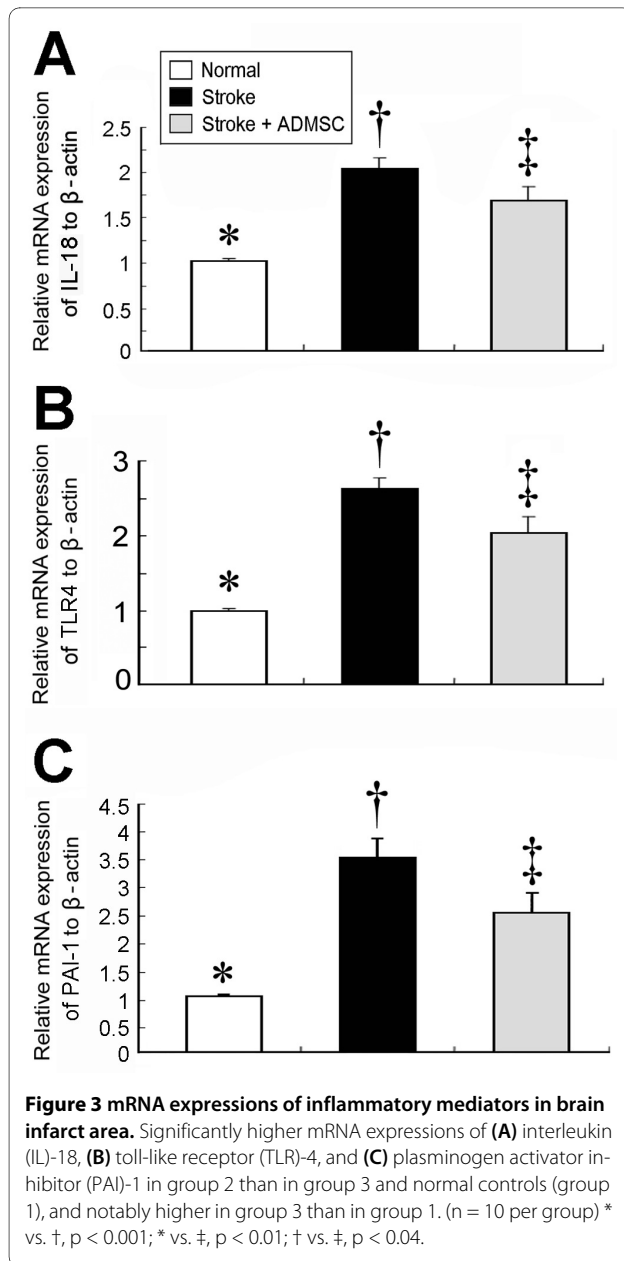 A
Normal
Stroke
Stroke + ADMSC
Relative mRNA expression
of IL-18 to β-actin
2.5
2
1.5
1
0.5
0
*
†
‡
B
Relative mRNA expression
of TLR4 to β-actin
3
2
1
0
*
†
‡
C
Relative mRNA expression
of PAI-1 to β-actin
4.5
4
3.5
3
2.5
2
1.5
1
0.5
0
*
†
‡
Figure 3 mRNA expressions of inflammatory mediators in brain
infarct area. Significantly higher mRNA expressions of (A) interleukin
(IL)-18, (B) toll-like receptor (TLR)-4, and (C) plasminogen activator in-
hibitor (PAI)-1 in group 2 than in group 3 and normal controls (group
1), and notably higher in group 3 than in group 1. (n = 10 per group) *
vs. †, p < 0.001; * vs. ‡, p < 0.01; † vs. ‡, p < 0.04.